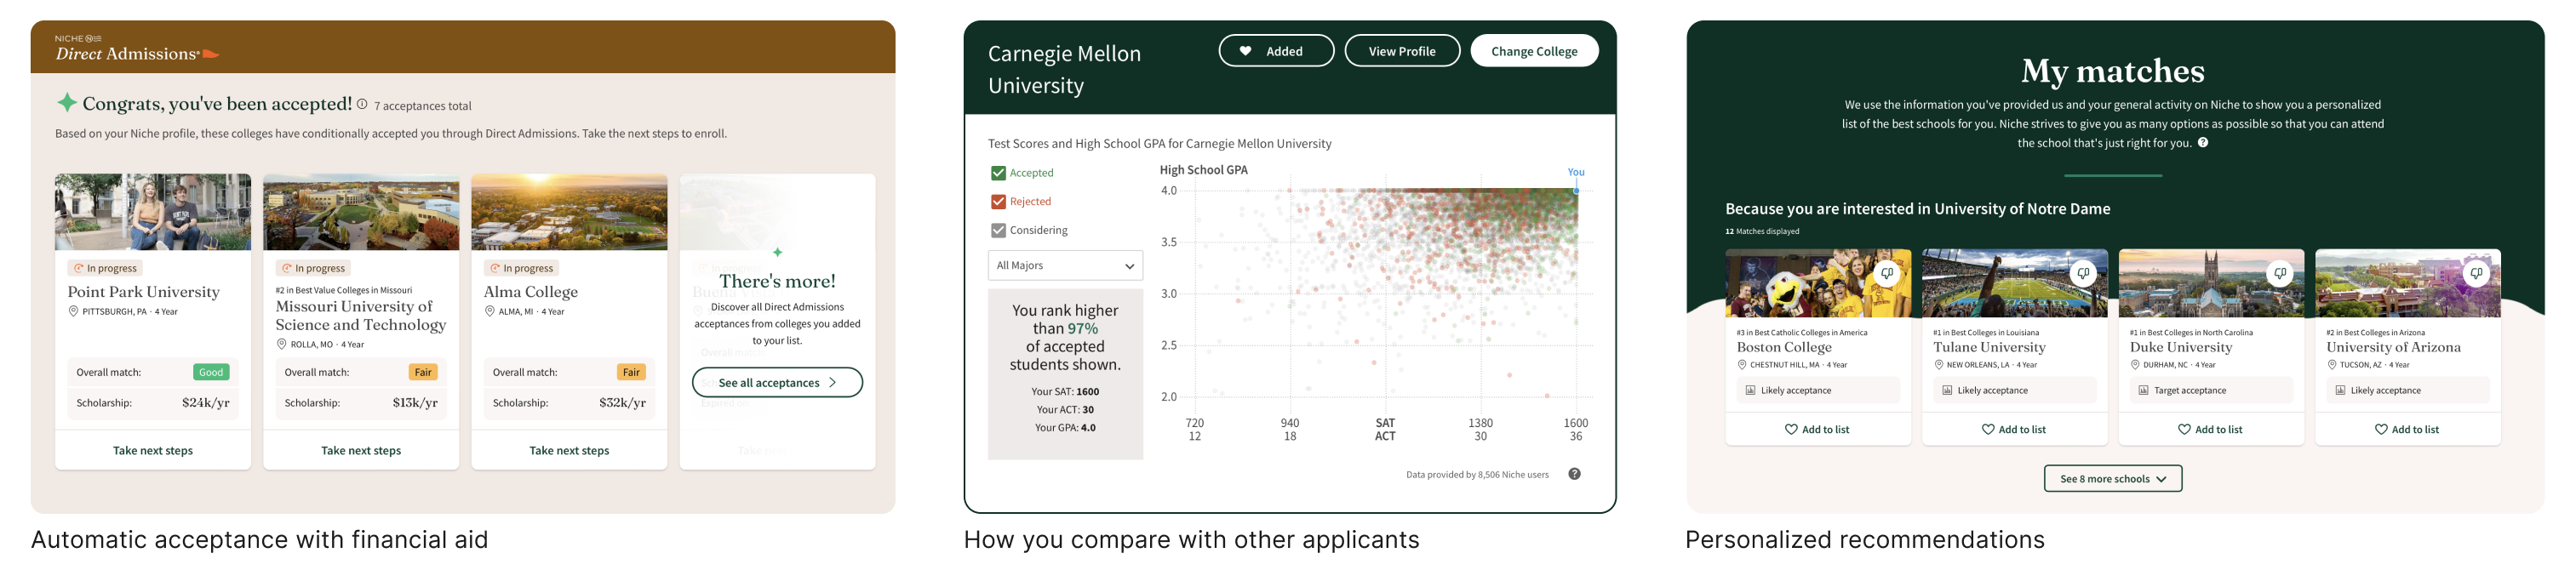 NICHE
Direct Admissions
Congrats, you've been accepted! 7 acceptances total
Based on your Niche profile, these colleges have conditionally accepted you through Direct Admissions. Take the next steps to enroll.
In progress
Point Park University
PITTSBURGH, PA · 4 Year
Overall match: Good
Scholarship: $24k/yr
Take next steps
In progress
#2 in Best Value Colleges in Missouri
Missouri University of
Science and Technology
ROLLA, MO · 4 Year
Overall match: Fair
Scholarship: $13k/yr
Take next steps
In progress
Alma College
ALMA, MI · 4 Year
Overall match: Fair
Scholarship: $32k/yr
Take next steps
There's more!
Discover all Direct Admissions
acceptances from colleges you added
to your list.
See all acceptances
Automatic acceptance with financial aid
Carnegie Mellon
University
Added
View Profile
Change College
Test Scores and High School GPA for Carnegie Mellon University
Accepted
Rejected
Considering
All Majors
You rank higher
than 97%
of accepted
students shown.
Your SAT: 1600
Your ACT: 30
Your GPA: 4.0
High School GPA
You
4.0
3.5
3.0
2.5
2.0
720 940 SAT 1380 1600
12 18 ACT 30 36
Data provided by 8,506 Niche users
How you compare with other applicants
My matches
We use the information you've provided us and your general activity on Niche to show you a personalized
list of the best schools for you. Niche strives to give you as many options as possible so that you can attend
the school that's just right for you.
Because you are interested in University of Notre Dame
12 Matches displayed
#3 in Best Catholic Colleges in America
Boston College
CHESTNUT HILL, MA · 4 Year
Likely acceptance
Add to list
#1 in Best Colleges in Louisiana
Tulane University
NEW ORLEANS, LA · 4 Year
Likely acceptance
Add to list
#1 in Best Colleges in North Carolina
Duke University
DURHAM, NC · 4 Year
Target acceptance
Add to list
#2 in Best Colleges in Arizona
University of Arizona
TUCSON, AZ · 4 Year
Likely acceptance
Add to list
See 8 more schools
Personalized recommendations